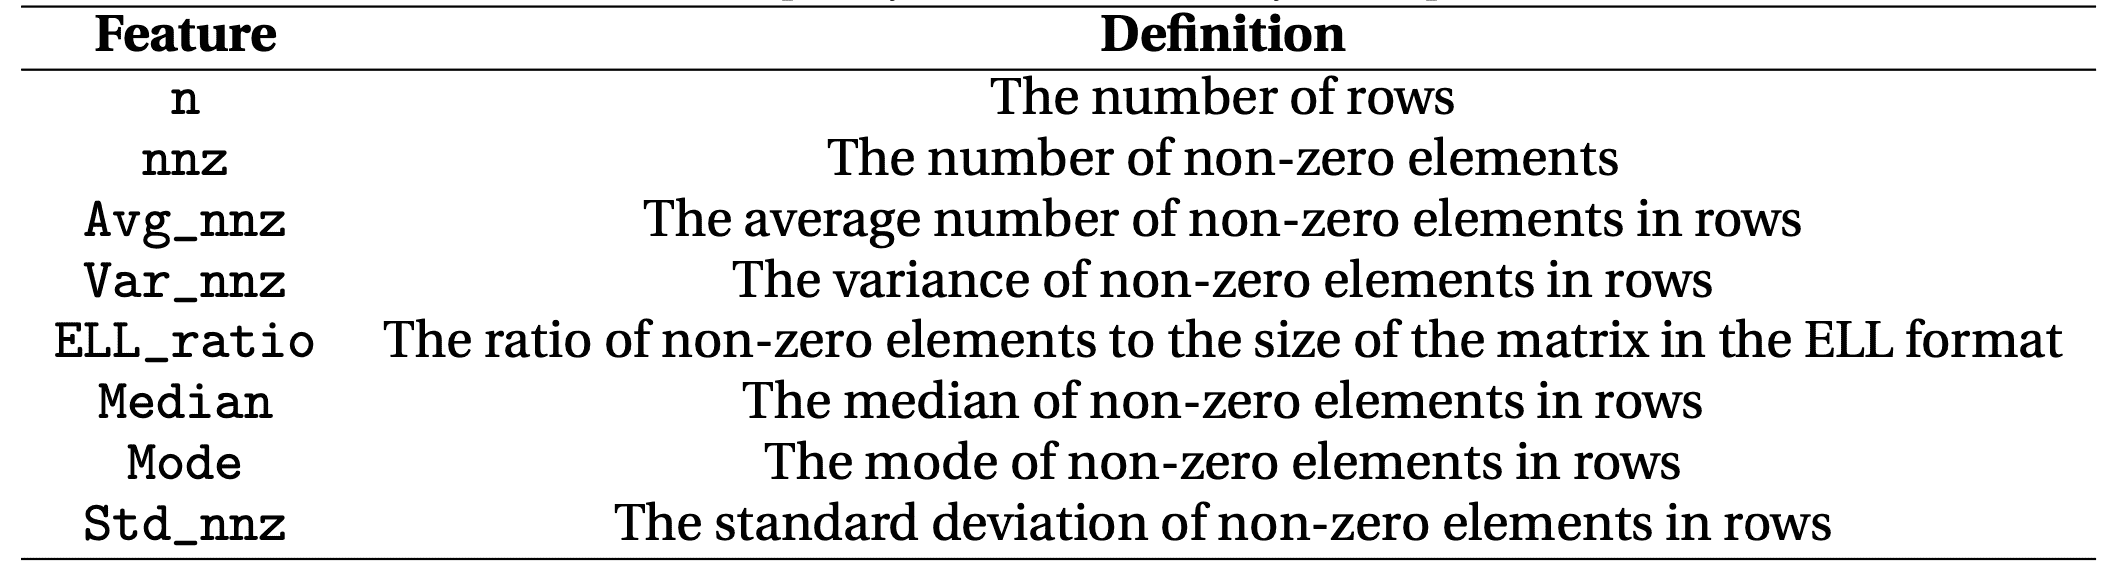 Feature Definition
n The number of rows
nnz The number of non-zero elements
Avg_nnz The average number of non-zero elements in rows
Var_nnz The variance of non-zero elements in rows
ELL_ratio The ratio of non-zero elements to the size of the matrix in the ELL format
Median The median of non-zero elements in rows
Mode The mode of non-zero elements in rows
Std_nnz The standard deviation of non-zero elements in rows